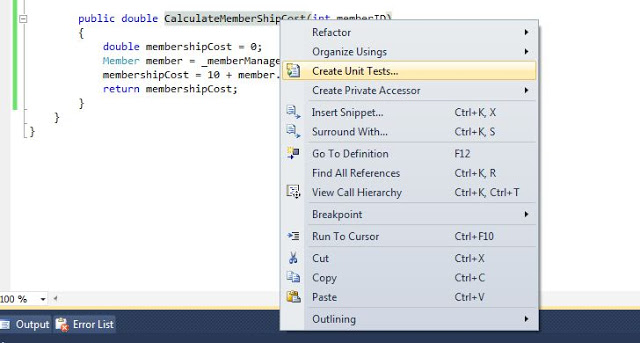 public double CalculateMemberShipCost(int memberID)
{
double membershipCost = 0;
Member member = _memberManage
membershipCost = 10 + member.
return membershipCost;
}
}
}
Refactor
Organize Usings
Create Unit Tests...
Create Private Accessor
Insert Snippet... Ctrl+K, X
Surround With... Ctrl+K, S
Go To Definition F12
Find All References Ctrl+K, R
View Call Hierarchy Ctrl+K, Ctrl+T
Breakpoint
Run To Cursor Ctrl+F10
Cut Ctrl+X
Copy Ctrl+C
Paste Ctrl+V
Outlining
100 %
Output Error List